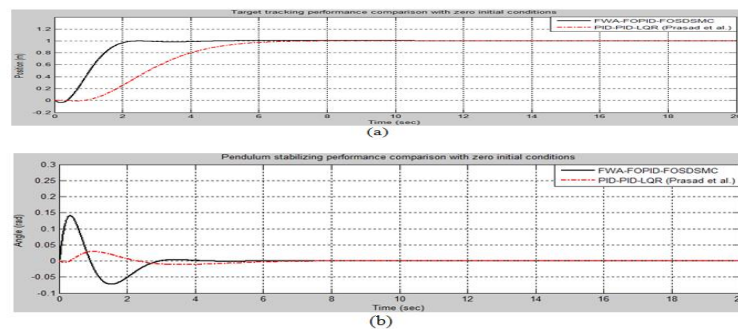 Target tracking performance comparison with zero initial conditions
FWA-FOPID-FOSDSMC
PID-PID-LQR (Prasad et al.)
Position (m)
1.2
1
0.8
0.6
0.4
0.2
0
-0.2
0 2 4 6 8 10 12 14 16 18 20
Time (sec)
(a)
Pendulum stabilizing performance comparison with zero initial conditions
FWA-FOPID-FOSDSMC
PID-PID-LQR (Prasad et al.)
Angle (rad)
0.3
0.25
0.2
0.15
0.1
0.05
0
-0.05
-0.1
0 2 4 6 8 10 12 14 16 18 20
Time (sec)
(b)